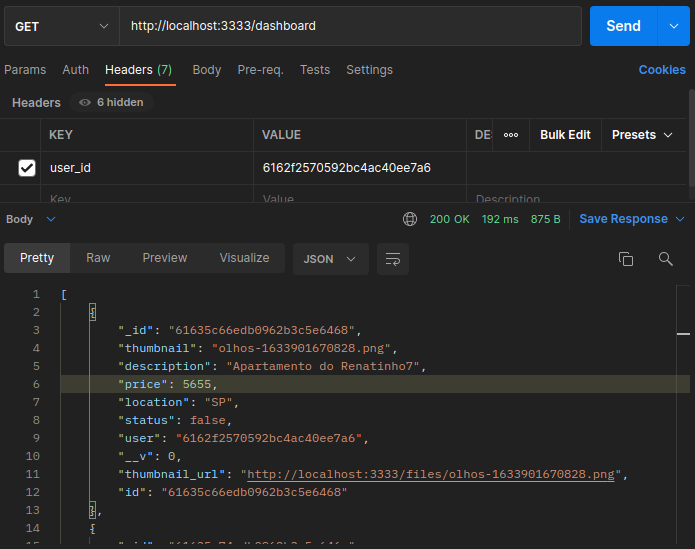 GET http://localhost:3333/dashboard Send
Params Auth Headers (7) Body Pre-req. Tests Settings Cookies
Headers 6 hidden
KEY VALUE DE ooo Bulk Edit Presets
user_id 6162f2570592bc4ac40ee7a6
Key Value Description
Body 200 OK 192 ms 875 B Save Response
Pretty Raw Preview Visualize JSON
1 [
2 {
3 "_id": "61635c66edb0962b3c5e6468",
4 "thumbnail": "olhos-1633901670828.png",
5 "description": "Apartamento do Renatinho7",
6 "price": 5655,
7 "location": "SP",
8 "status": false,
9 "user": "6162f2570592bc4ac40ee7a6",
10 "__v": 0,
11 "thumbnail_url": "http://localhost:3333/files/olhos-1633901670828.png",
12 "id": "61635c66edb0962b3c5e6468"
13 },
14 {